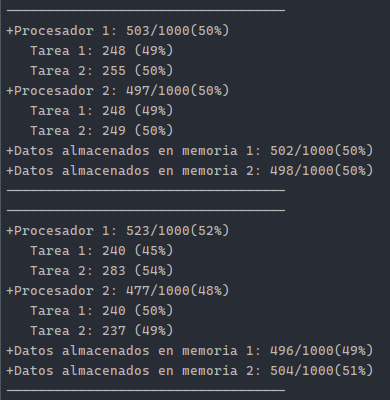 +Procesador 1: 503/1000(50%)
Tarea 1: 248 (49%)
Tarea 2: 255 (50%)
+Procesador 2: 497/1000(50%)
Tarea 1: 248 (49%)
Tarea 2: 249 (50%)
+Datos almacenados en memoria 1: 502/1000(50%)
+Datos almacenados en memoria 2: 498/1000(50%)
+Procesador 1: 523/1000(52%)
Tarea 1: 240 (45%)
Tarea 2: 283 (54%)
+Procesador 2: 477/1000(48%)
Tarea 1: 240 (50%)
Tarea 2: 237 (49%)
+Datos almacenados en memoria 1: 496/1000(49%)
+Datos almacenados en memoria 2: 504/1000(51%)